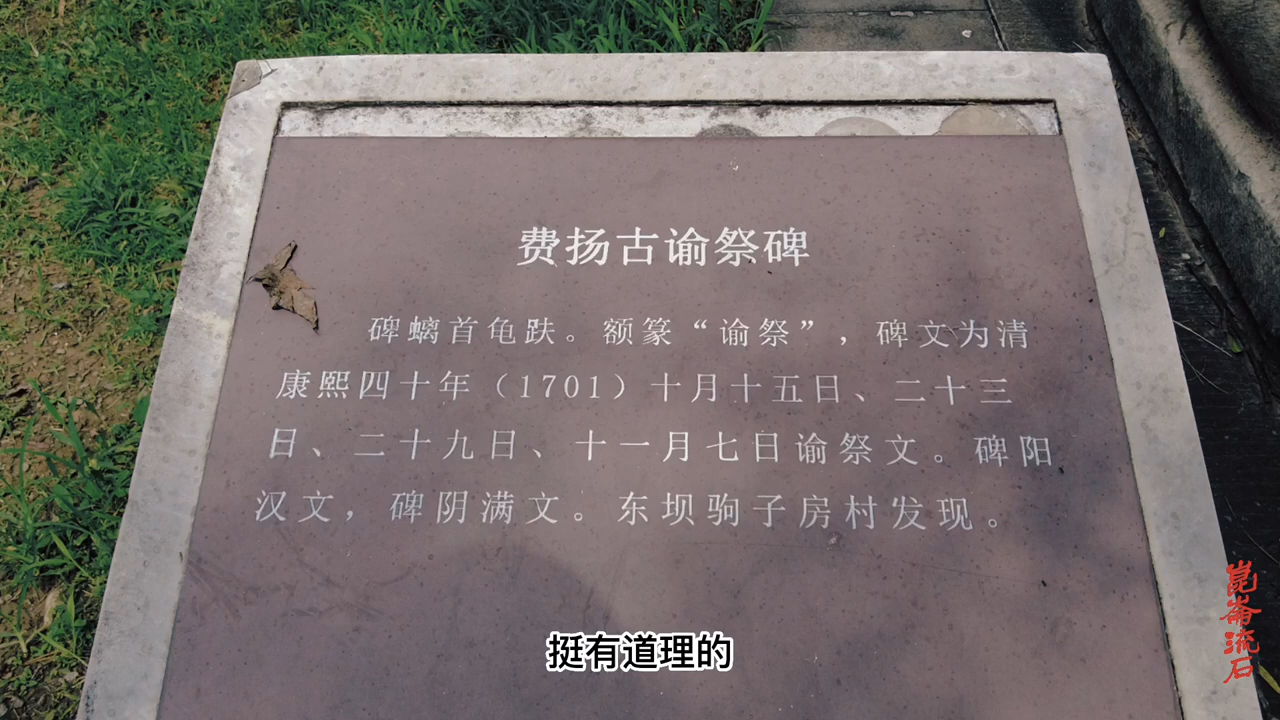 费扬古谕祭碑
碑螭首龟趺。额篆“谕祭”，碑文为清
康熙四十年（1701）十月十五日、二十三
日、二十九日、十一月七日谕祭文。碑阳
汉文，碑阴满文。东坝驹子房村发现。
挺有道理的
崑崙流石